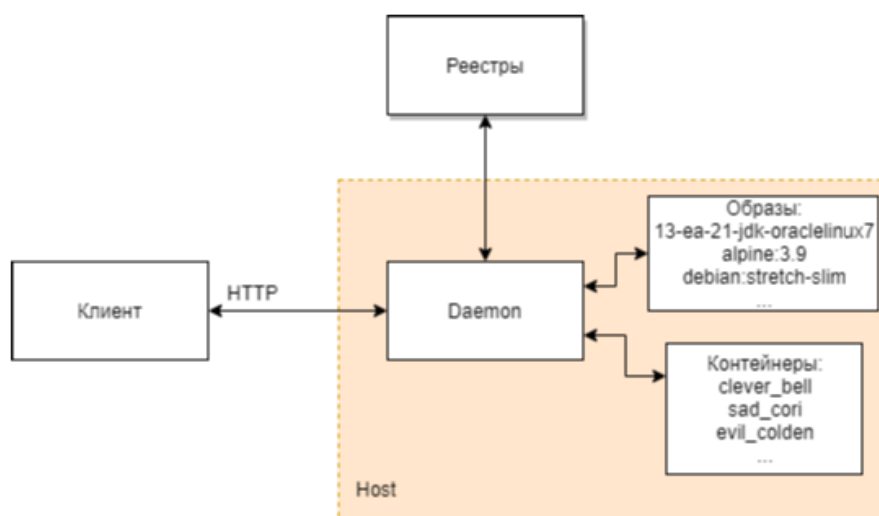 Реестры
Образы:
13-ea-21-jdk-oraclelinux7
alpine:3.9
debian:stretch-slim
...
Клиент
HTTP
Daemon
Контейнеры:
clever_bell
sad_cori
evil_colden
...
Host